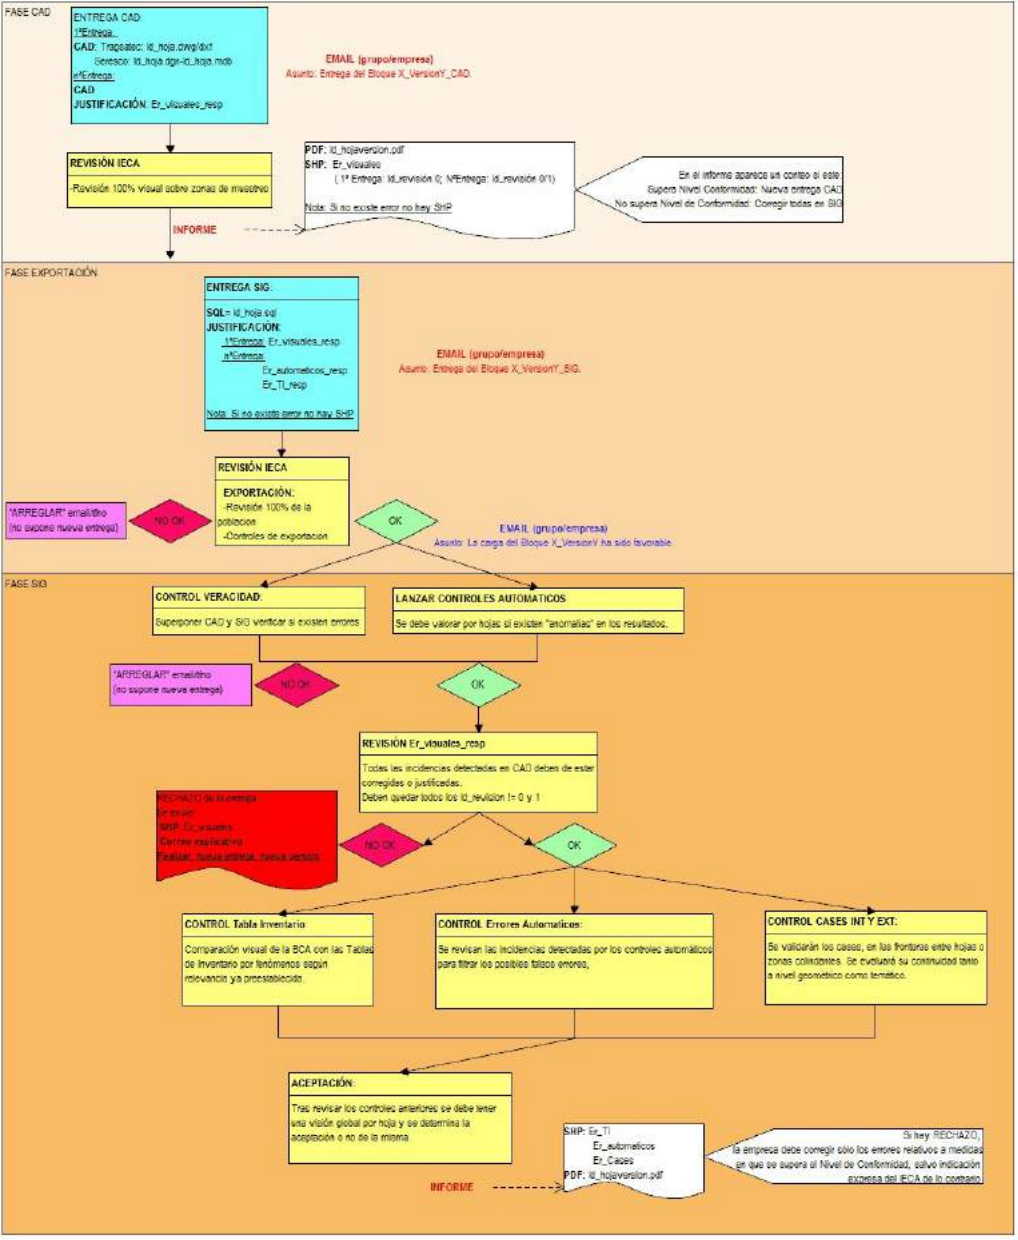 FASE CAD
ENTREGA CAD:
1ªEntrega:
CAD: Tragsatec: Id_hoja.dwg/dxf
Seresco: Id_hoja.dgn-Id_hoja.mdb
nªEntrega:
CAD
JUSTIFICACIÓN: Er_visuales_resp
EMAIL (grupo/empresa)
Asunto: Entrega del Bloque X_VersionY_CAD.
REVISIÓN IECA
-Revisión 100% visual sobre zonas de muestreo
INFORME
PDF: Id_hojaversion.pdf
SHP: Er_visuales
( 1ª Entrega: Id_revisión 0; NªEntrega: Id_revisión 0/1)
Nota: Si no existe error no hay SHP
En el informe aparece un conteo si este:
Supera Nivel Conformidad: Nueva entrega CAD
No supera Nivel de Conformidad: Corregir todas en SIG
FASE EXPORTACIÓN
ENTREGA SIG:
SQL= Id_hoja.sql
JUSTIFICACIÓN:
1ªEntrega: Er_visuales_resp
nªEntrega:
Er_automaticos_resp
Er_TI_resp
Nota: Si no existe error no hay SHP
EMAIL (grupo/empresa)
Asunto: Entrega del Bloque X_VersionY_SIG.
REVISIÓN IECA
EXPORTACIÓN:
-Revisión 100% de la
población
-Controles de exportación
"ARREGLAR" email/tfno
(no supone nueva entrega)
NO OK
OK
EMAIL (grupo/empresa)
Asunto: La carga del Bloque X_VersionY ha sido favorable.
FASE SIG
CONTROL VERACIDAD:
Superponer CAD y SIG verificar si existen errores
LANZAR CONTROLES AUTOMATICOS
Se debe valorar por hojas si existen "anomalias" en los resultados.
"ARREGLAR" email/tfno
(no supone nueva entrega)
NO OK
OK
REVISIÓN Er_visuales_resp
Todas las incidencias detectadas en CAD deben de estar
corregidas o justificadas.
Deben quedar todos los id_revision != 0 y 1
RECHAZO de la entrega
Se envía:
SHP: Er_visuales
Correo explicativo
Realizar nueva entrega, nueva versión.
NO OK
OK
CONTROL Tabla Inventario
Comparación visual de la BCA con las Tablas
de Inventario por fenómenos según
relevancia ya preestablecida.
CONTROL Errores Automaticos:
Se revisan las incidencias detectadas por los controles automáticos
para filtrar los posibles falsos errores,
CONTROL CASES INT Y EXT:
Se validarán los cases, en las fronteras entre hojas o
zonas colindantes. Se evaluará su continuidad tanto
a nivel geométrico como temático.
ACEPTACIÓN:
Tras revisar los controles anteriores se debe tener
una visión global por hoja y se determina la
aceptación o no de la misma
INFORME
SHP: Er_TI
Er_automaticos
Er_Cases
PDF: Id_hojaversion.pdf
Si hay RECHAZO,
la empresa debe corregir sólo los errores relativos a medidas
en que se supera el Nivel de Conformidad, salvo indicación
expresa del IECA de lo contrario